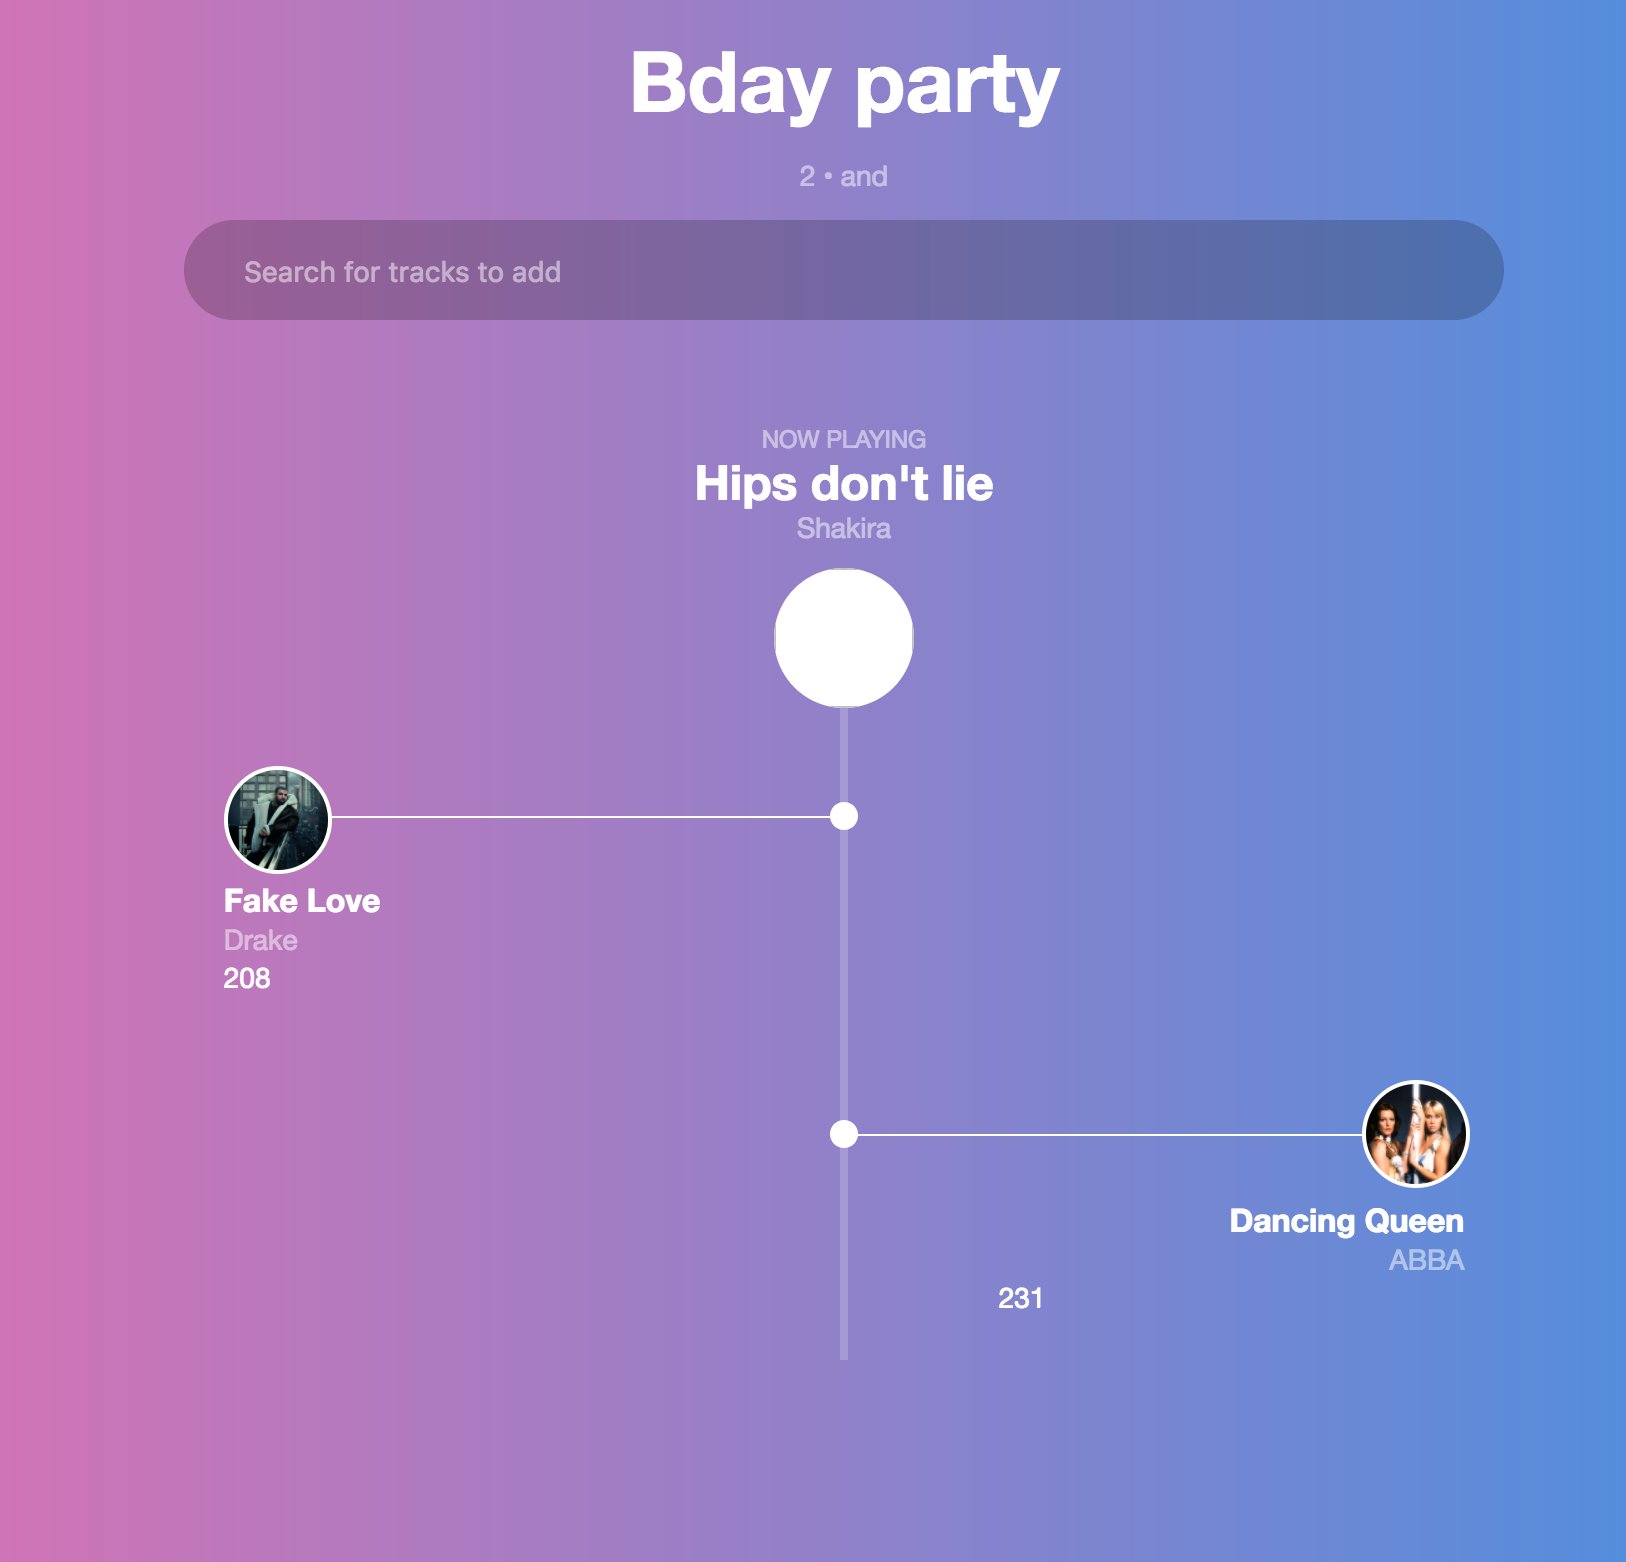 Bday party
2 • and
Search for tracks to add
NOW PLAYING
Hips don't lie
Shakira
Fake Love
Drake
208
Dancing Queen
ABBA
231